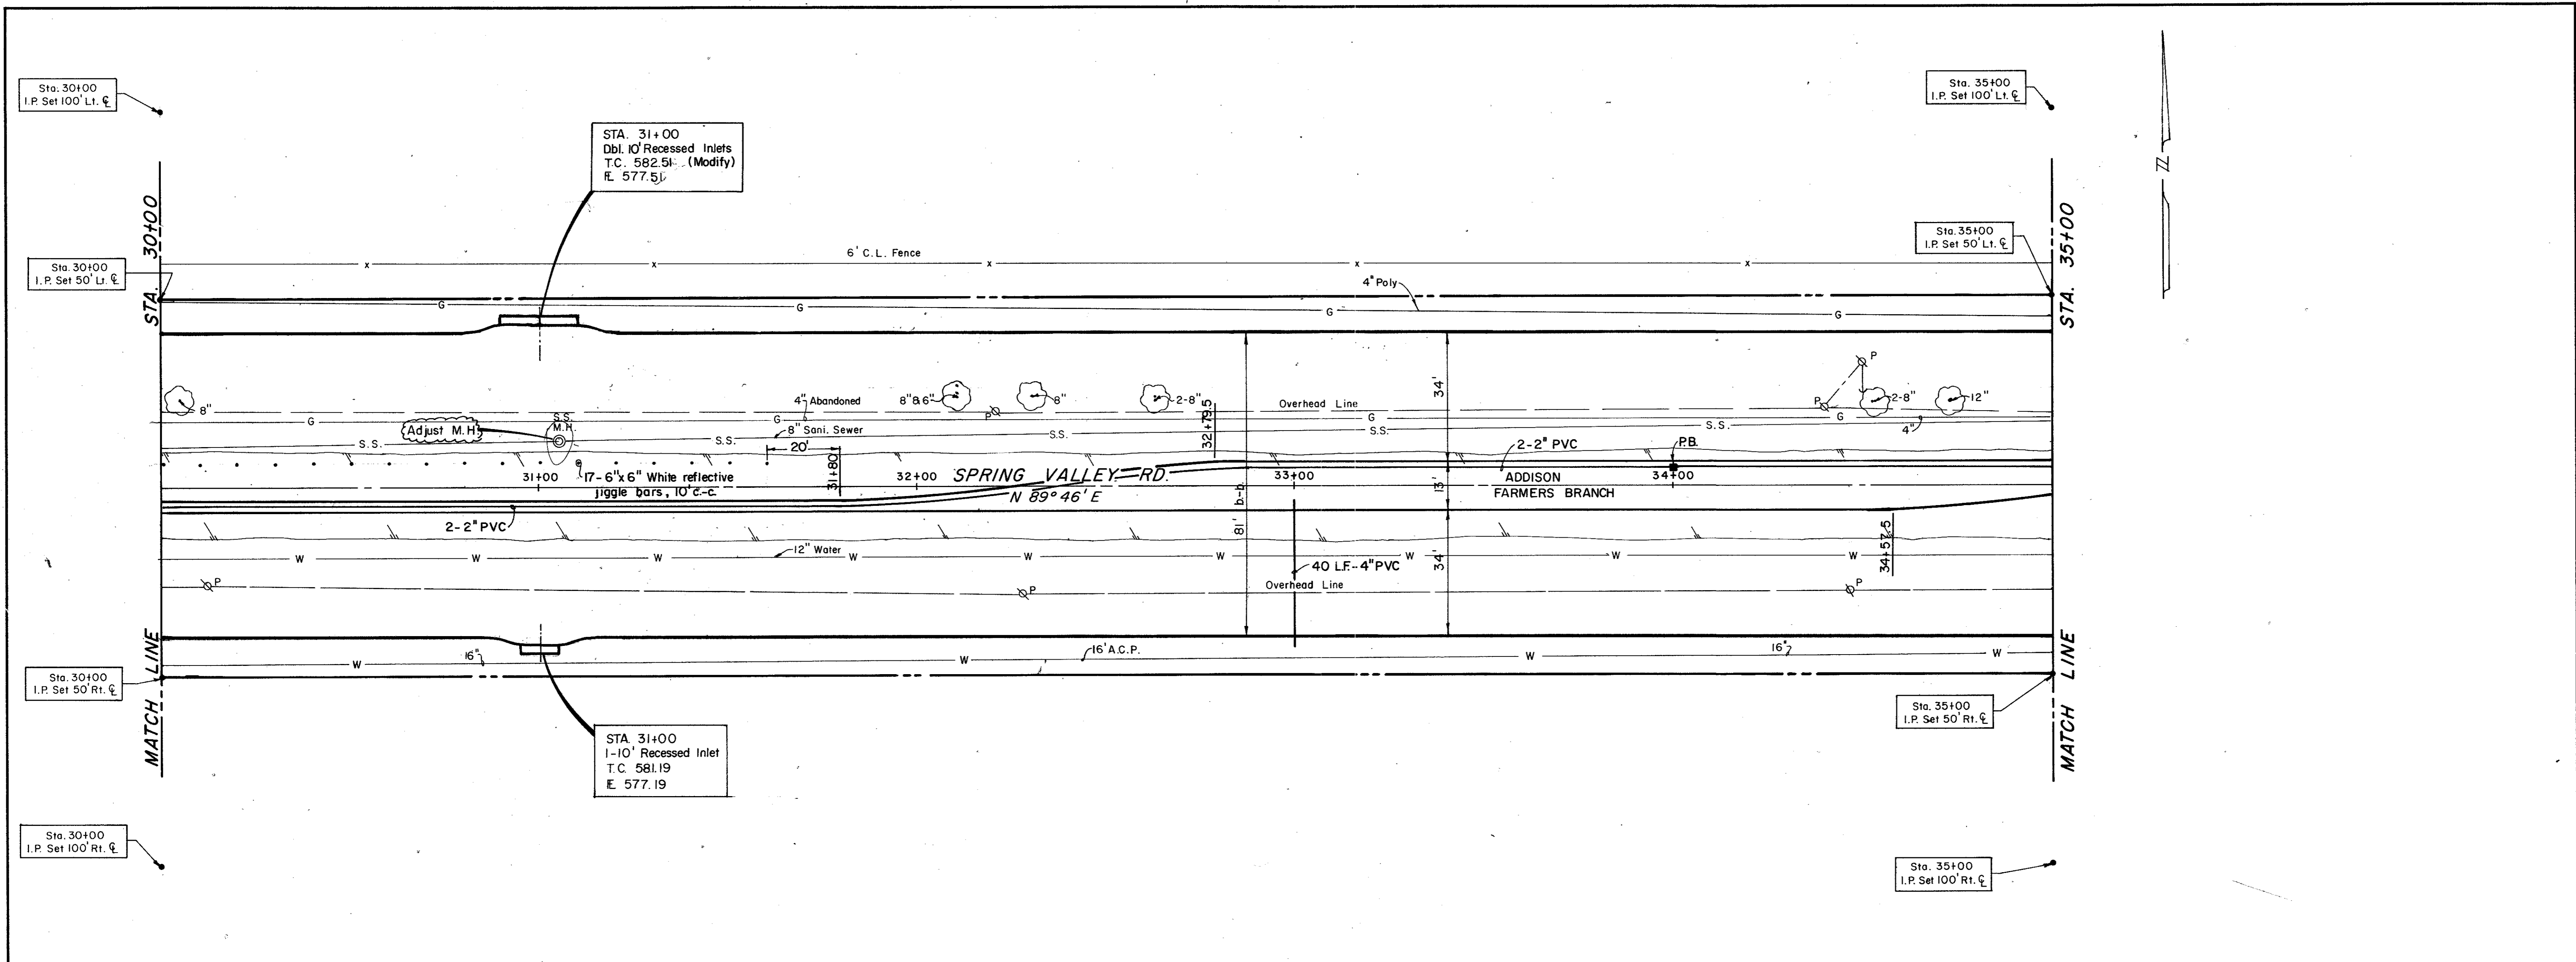 Sta. 30+00
I.P. Set 100' Lt. ℄
Sta. 35+00
I.P. Set 100' Lt. ℄
N
STA. 31+00
Dbl. 10' Recessed Inlets
T.C. 582.51 (Modify)
FL 577.51
STA. 30+00
STA. 35+00
Sta. 30+00
I.P. Set 50' Lt. ℄
Sta. 35+00
I.P. Set 50' Lt. ℄
x x x x x
6' C.L. Fence
4" Poly
G G G G
34'
P
8"
4" Abandoned
8" & 6"
P
8"
2-8"
Overhead Line
P
2-8"
12"
G G G G
4"
Adjust M.H.
S.S.
M.H.
8" Sani. Sewer
S.S. S.S. S.S. S.S. S.S.
32+79.5
20'
31+80
2-2" PVC
P.B.
31+00
17-6"x6" White reflective
jiggle bars, 10' c.-c.
32+00
SPRING VALLEY RD.
N 89° 46' E
33+00
13'
ADDISON
34+00
FARMERS BRANCH
2-2" PVC
81' b.-b.
34+57.5
12" Water
W W W W W W W W W
34'
40 L.F.-4" PVC
Overhead Line
P P P
16"
16" A.C.P.
16"
W W W W
MATCH LINE
MATCH LINE
Sta. 30+00
I.P. Set 50' Rt. ℄
Sta. 35+00
I.P. Set 50' Rt. ℄
STA. 31+00
1-10' Recessed Inlet
T.C. 581.19
FL 577.19
Sta. 30+00
I.P. Set 100' Rt. ℄
Sta. 35+00
I.P. Set 100' Rt. ℄